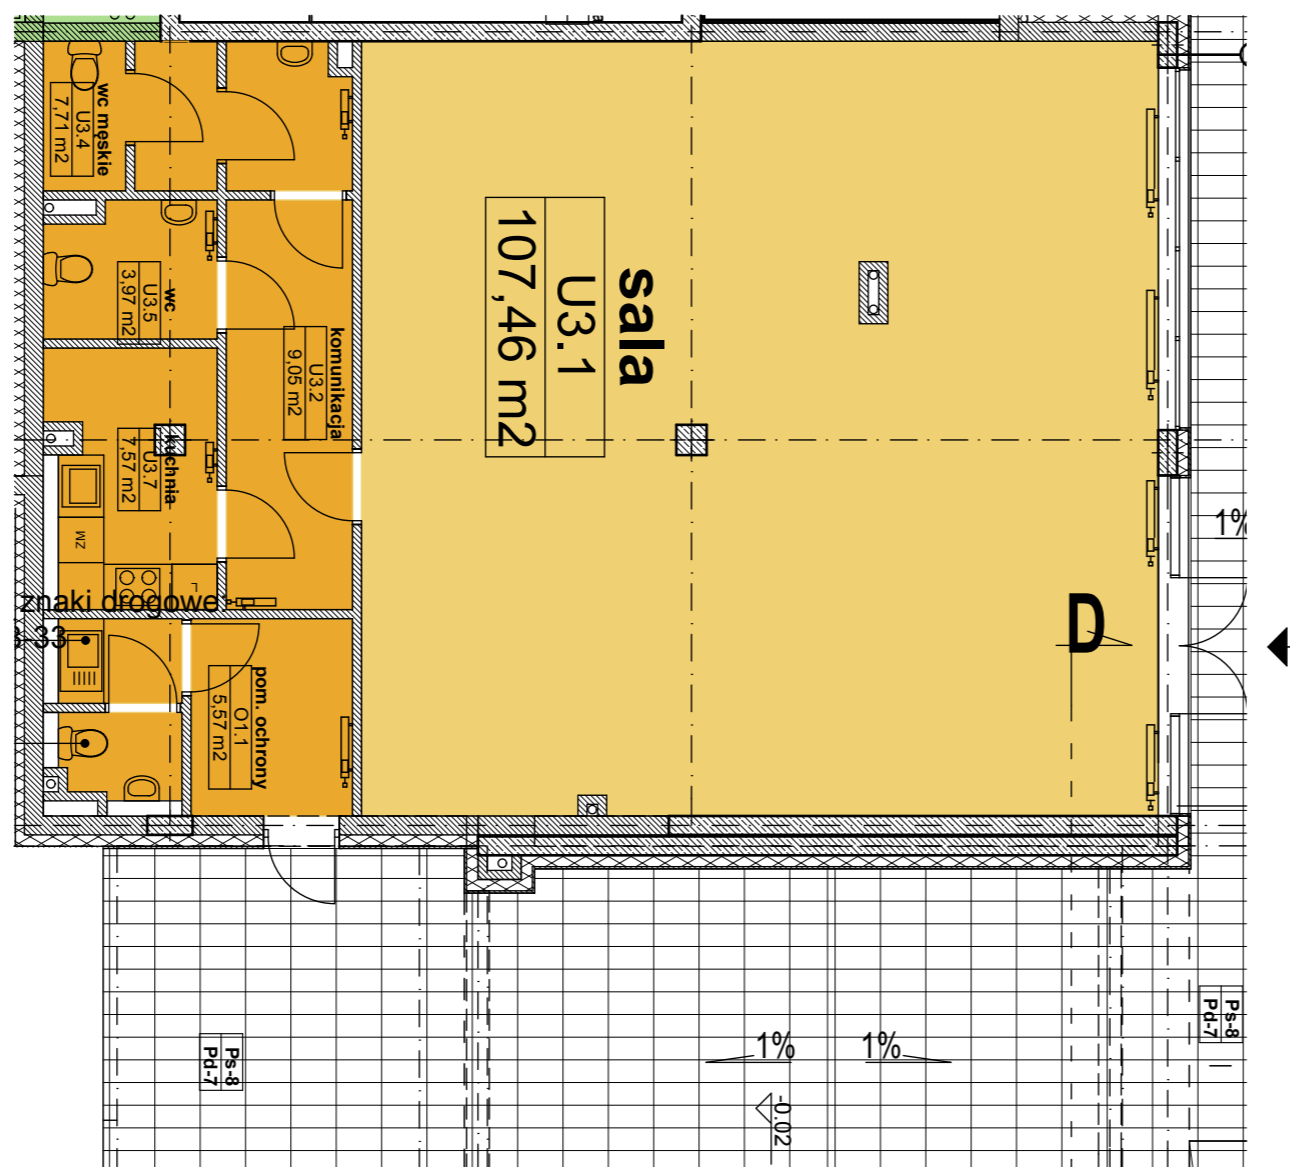 wc męskie
U3.4
7,71 m2
wc
U3.5
3,97 m2
komunikacja
U3.2
9,05 m2
kuchnia
U3.7
7,57 m2
ZM
L
znaki drogowe
33
pom. ochrony
O1.1
5,57 m2
sala
U3.1
107,46 m2
D
1%
1%
1%
-0.02
Ps-8
Pd-7
Ps-8
Pd-7